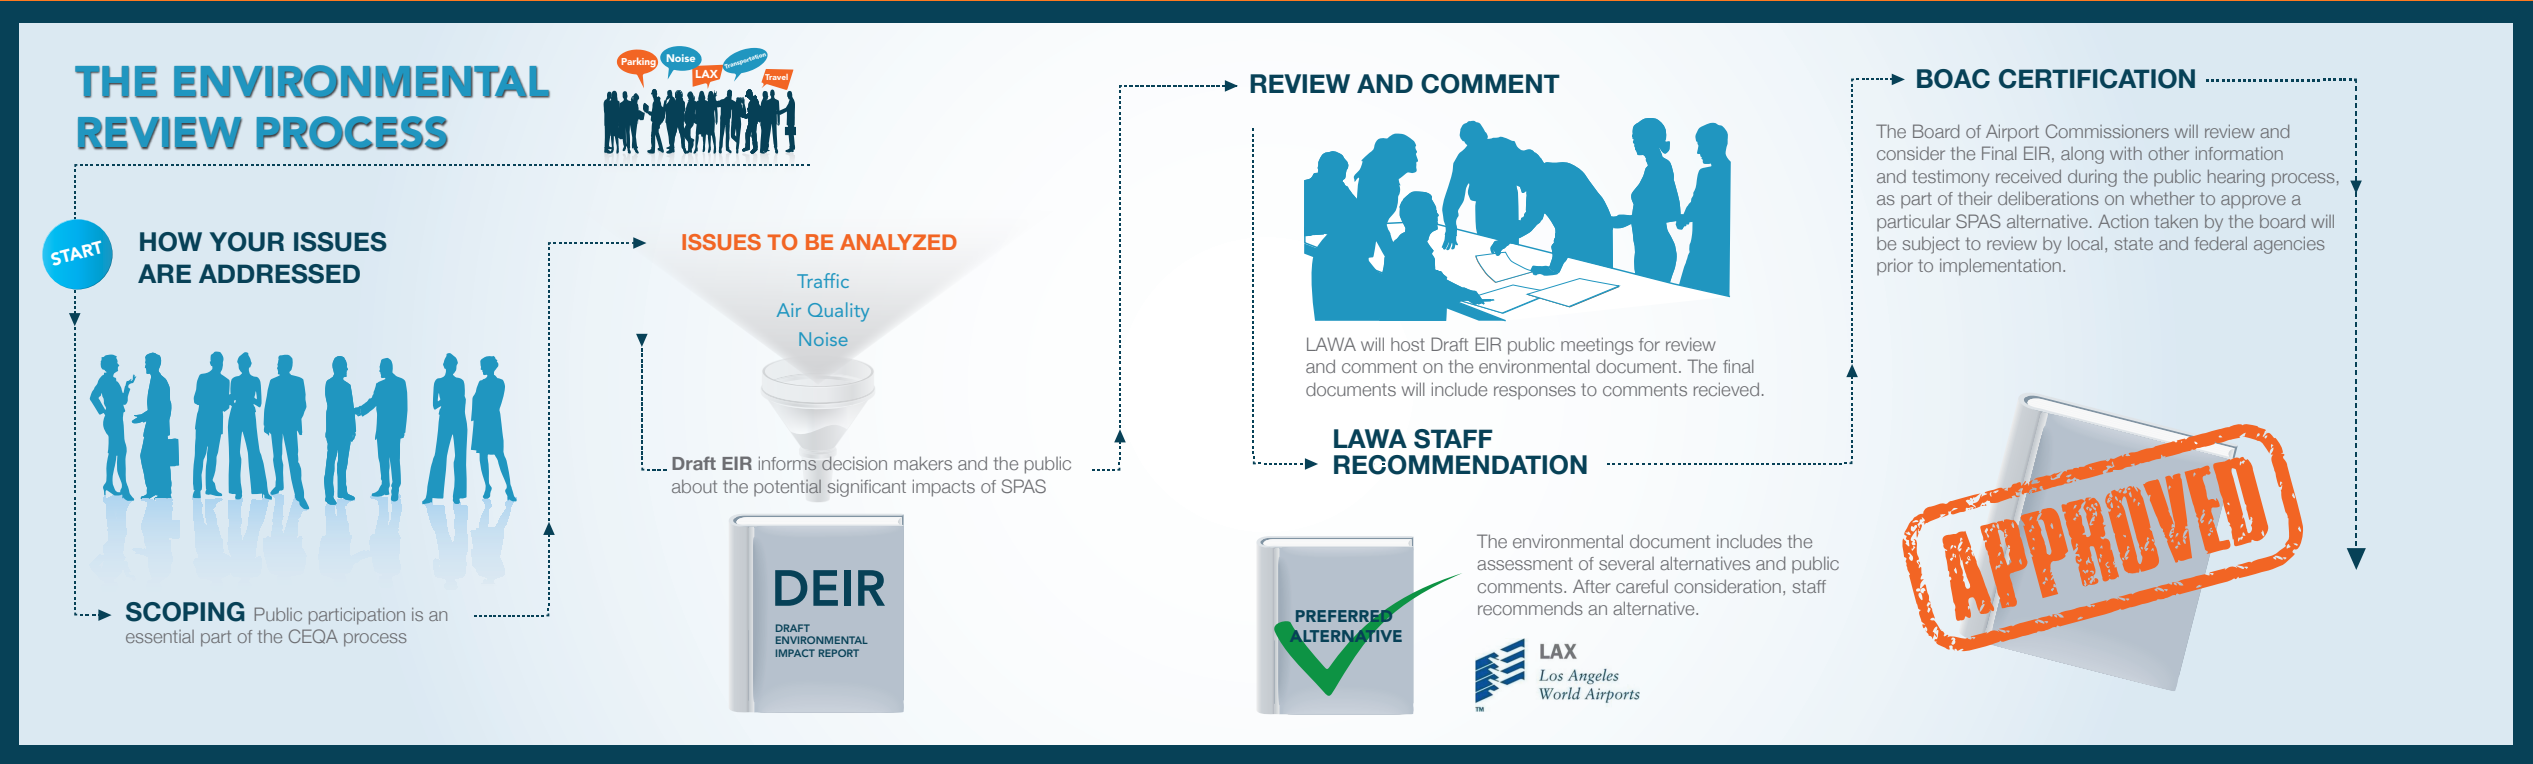 THE ENVIRONMENTAL
REVIEW PROCESS
Parking
Noise
LAX
Transportation
Travel
START
HOW YOUR ISSUES
ARE ADDRESSED
SCOPING Public participation is an
essential part of the CEQA process
ISSUES TO BE ANALYZED
Traffic
Air Quality
Noise
Draft EIR informs decision makers and the public
about the potential significant impacts of SPAS
DEIR
DRAFT
ENVIRONMENTAL
IMPACT REPORT
REVIEW AND COMMENT
LAWA will host Draft EIR public meetings for review
and comment on the environmental document. The final
documents will include responses to comments recieved.
LAWA STAFF
RECOMMENDATION
PREFERRED
ALTERNATIVE
The environmental document includes the
assessment of several alternatives and public
comments. After careful consideration, staff
recommends an alternative.
LAX
Los Angeles
World Airports
TM
BOAC CERTIFICATION
The Board of Airport Commissioners will review and
consider the Final EIR, along with other information
and testimony received during the public hearing process,
as part of their deliberations on whether to approve a
particular SPAS alternative. Action taken by the board will
be subject to review by local, state and federal agencies
prior to implementation.
APPROVED